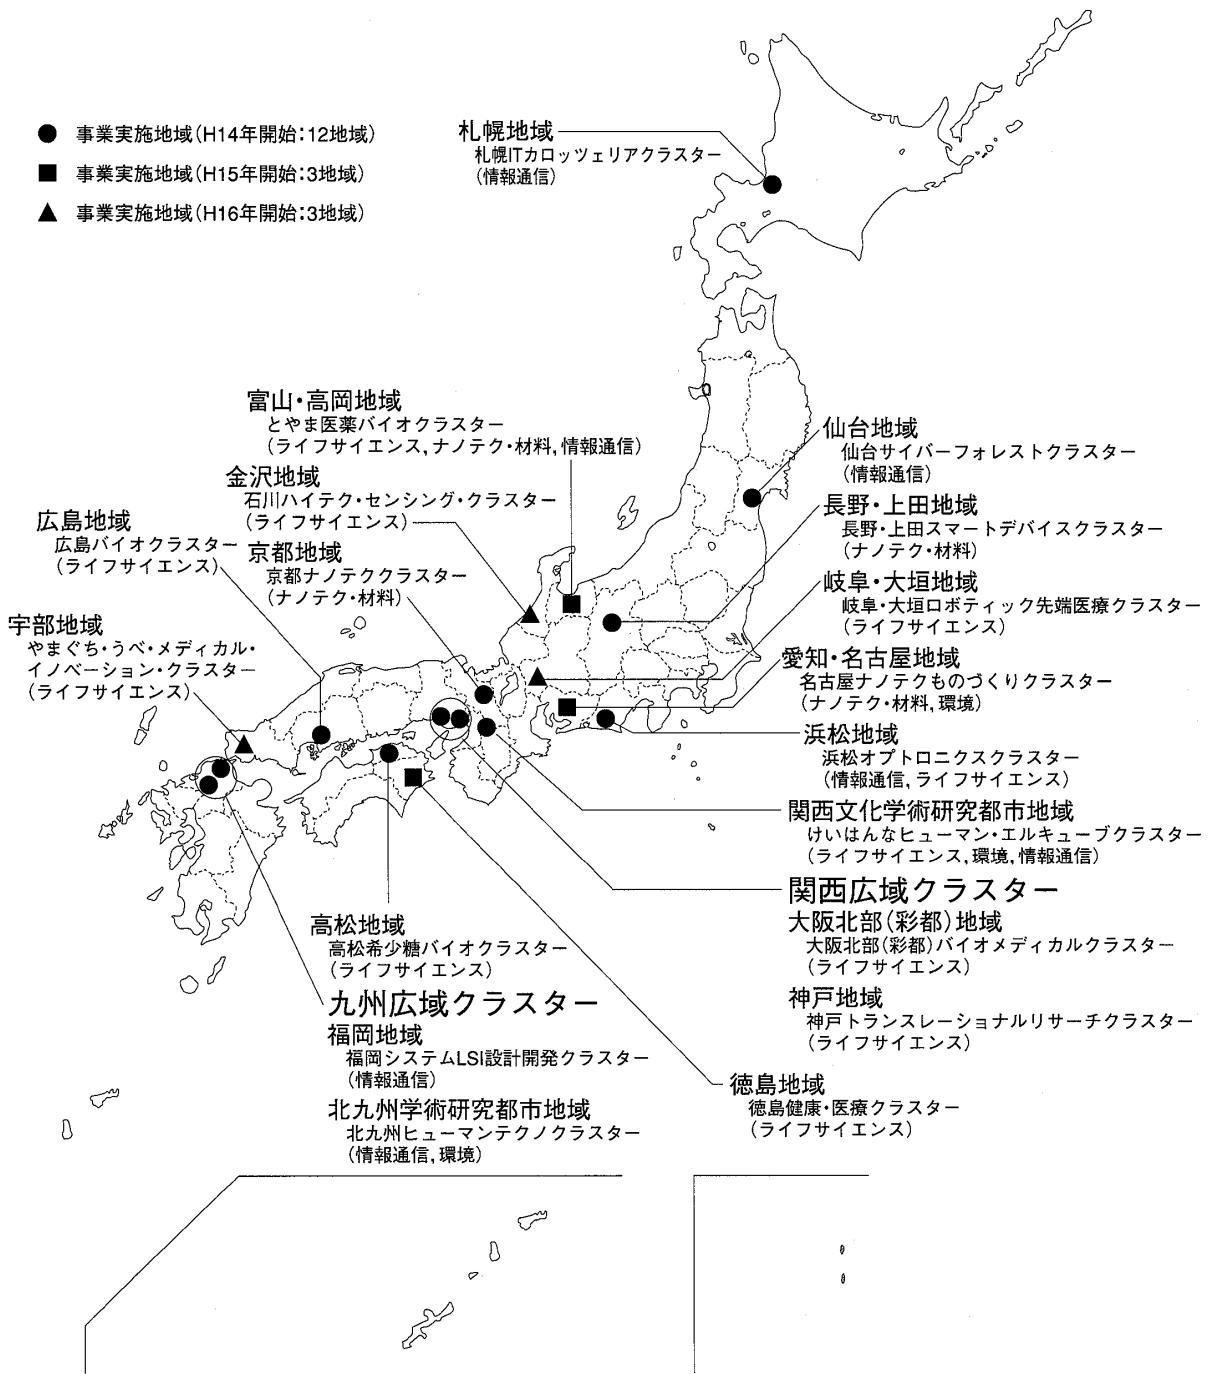 ● 事業実施地域(H14年開始:12地域)
■ 事業実施地域(H15年開始:3地域)
▲ 事業実施地域(H16年開始:3地域)
札幌地域
札幌ITカロッツェリアクラスター
(情報通信)
富山・高岡地域
とやま医薬バイオクラスター
(ライフサイエンス,ナノテク・材料,情報通信)
金沢地域
石川ハイテク・センシング・クラスター
(ライフサイエンス)
広島地域
広島バイオクラスター
(ライフサイエンス)
京都地域
京都ナノテククラスター
(ナノテク・材料)
宇部地域
やまぐち・うべ・メディカル・
イノベーション・クラスター
(ライフサイエンス)
仙台地域
仙台サイバーフォレストクラスター
(情報通信)
長野・上田地域
長野・上田スマートデバイスクラスター
(ナノテク・材料)
岐阜・大垣地域
岐阜・大垣ロボティック先端医療クラスター
(ライフサイエンス)
愛知・名古屋地域
名古屋ナノテクものづくりクラスター
(ナノテク・材料,環境)
浜松地域
浜松オプトロニクスクラスター
(情報通信,ライフサイエンス)
関西文化学術研究都市地域
けいはんなヒューマン・エルキューブクラスター
(ライフサイエンス,環境,情報通信)
関西広域クラスター
大阪北部(彩都)地域
大阪北部(彩都)バイオメディカルクラスター
(ライフサイエンス)
神戸地域
神戸トランスレーショナルリサーチクラスター
(ライフサイエンス)
高松地域
高松希少糖バイオクラスター
(ライフサイエンス)
九州広域クラスター
福岡地域
福岡システムLSI設計開発クラスター
(情報通信)
北九州学術研究都市地域
北九州ヒューマンテクノクラスター
(情報通信,環境)
徳島地域
徳島健康・医療クラスター
(ライフサイエンス)